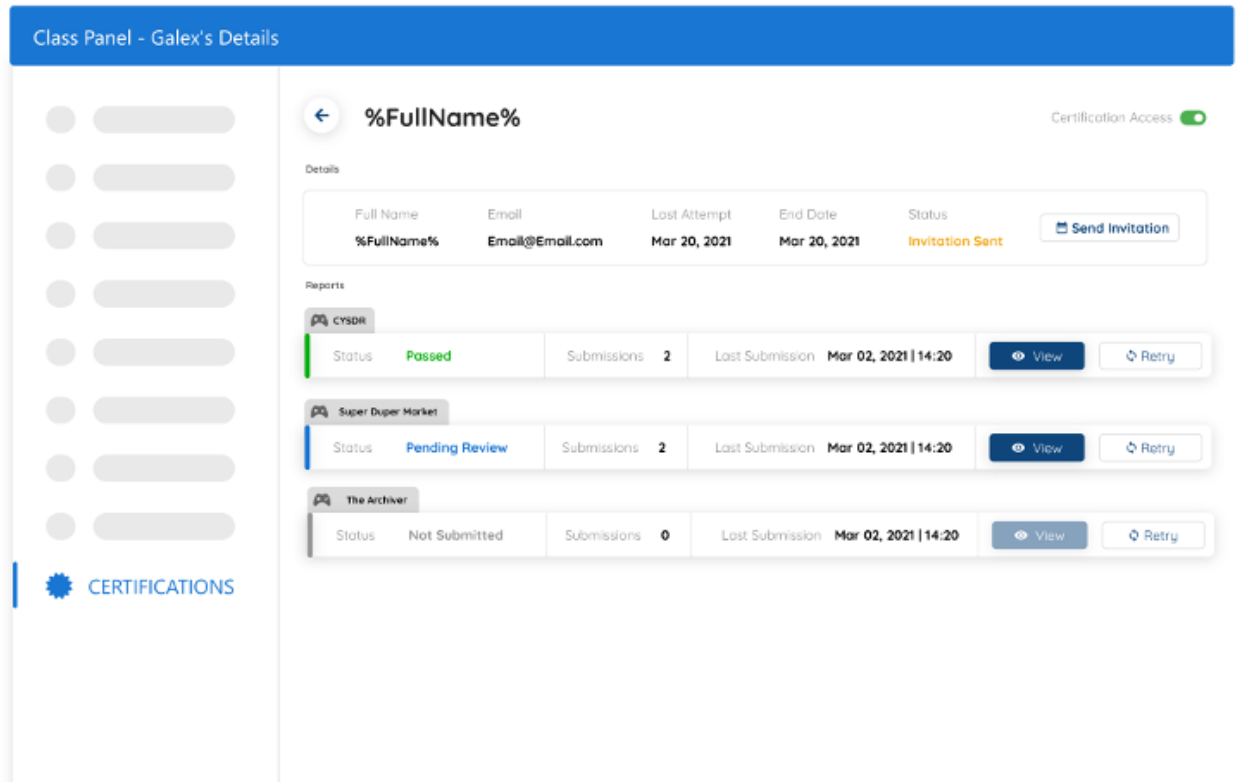 Class Panel - Galex's Details
%FullName%
Certification Access
Details
Full Name Email Last Attempt End Date Status
%FullName% Email@Email.com Mar 20, 2021 Mar 20, 2021 Invitation Sent
Send Invitation
Reports
CYSDR
Status Passed Submissions 2 Last Submission Mar 02, 2021 | 14:20 View Retry
Super Duper Market
Status Pending Review Submissions 2 Last Submission Mar 02, 2021 | 14:20 View Retry
The Archiver
Status Not Submitted Submissions 0 Last Submission Mar 02, 2021 | 14:20 View Retry
CERTIFICATIONS